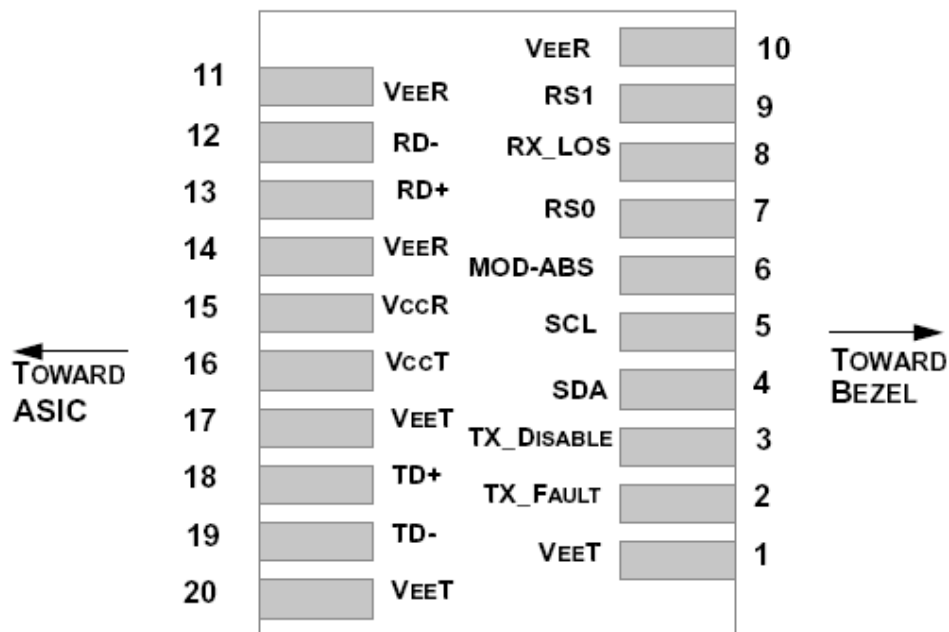 VEER 10
11 VEER
RS1 9
12 RD-
RX_LOS 8
13 RD+
RS0 7
14 VEER
MOD-ABS 6
15 VCCR
SCL 5
TOWARD ASIC
16 VCCT
TOWARD BEZEL
SDA 4
17 VEET
TX_DISABLE 3
18 TD+
TX_FAULT 2
19 TD-
VEET 1
20 VEET